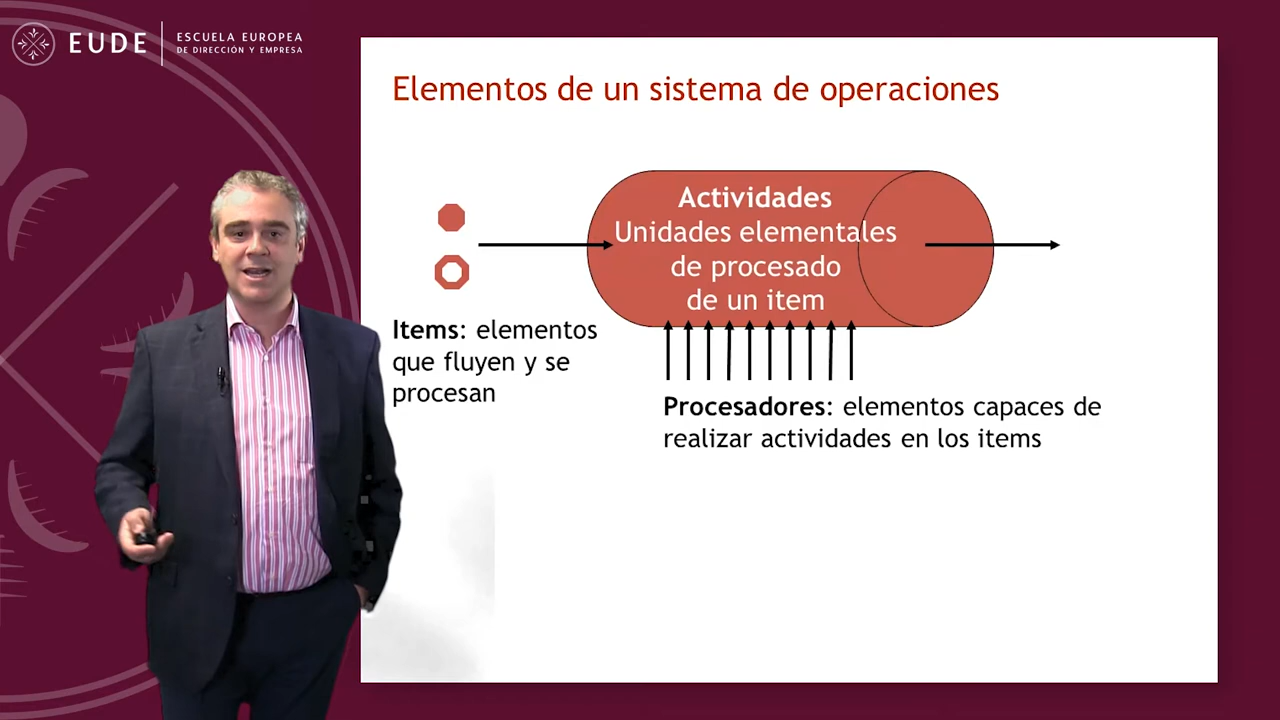 EUDE
ESCUELA EUROPEA
DE DIRECCIÓN Y EMPRESA
Elementos de un sistema de operaciones
Actividades
Unidades elementales
de procesado
de un item
Items: elementos
que fluyen y se
procesan
Procesadores: elementos capaces de
realizar actividades en los items